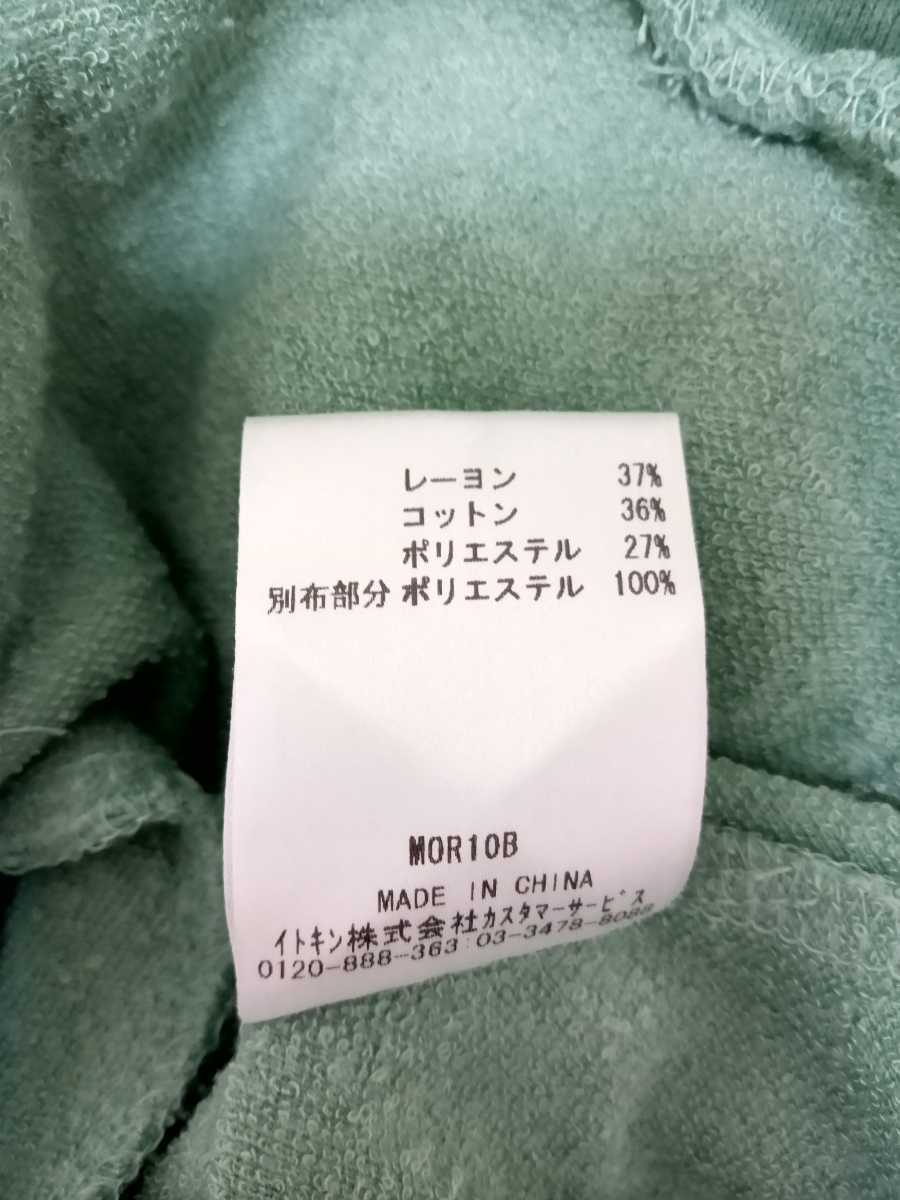 レーヨン 37%
コットン 36%
ポリエステル 27%
別布部分 ポリエステル 100%
MOR10B
MADE IN CHINA
イトキン株式会社カスタマーサービス
0120-888-363:03-3478-8088